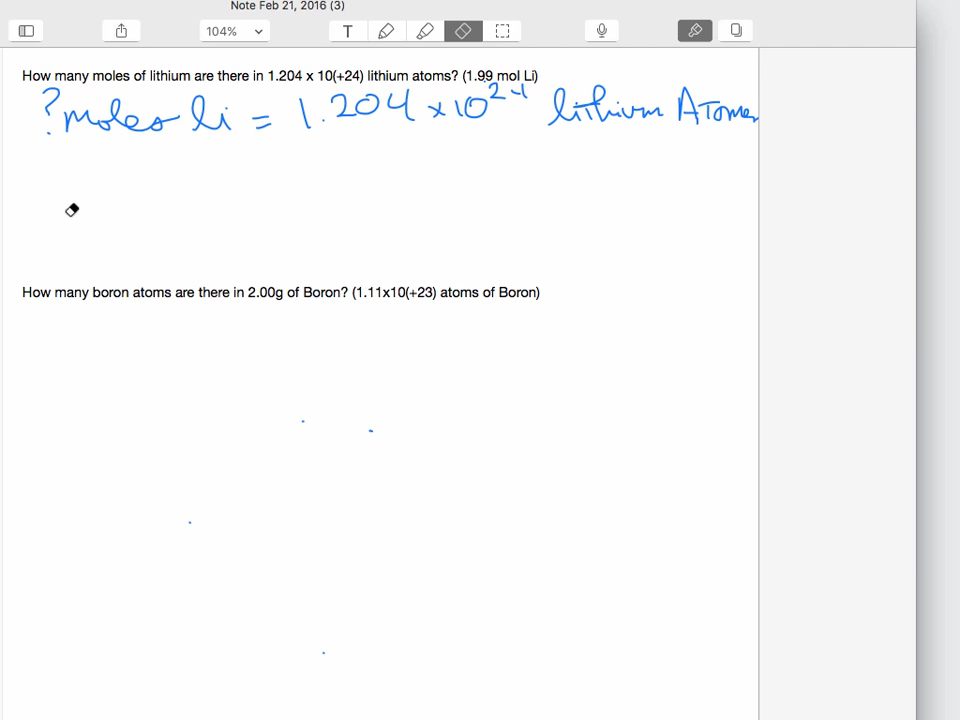 Note Feb 21, 2016 (3)
104%
T
How many moles of lithium are there in 1.204 x 10(+24) lithium atoms? (1.99 mol Li)
? moles li = 1.204 x 10^24 lithium Atomes
How many boron atoms are there in 2.00g of Boron? (1.11x10(+23) atoms of Boron)